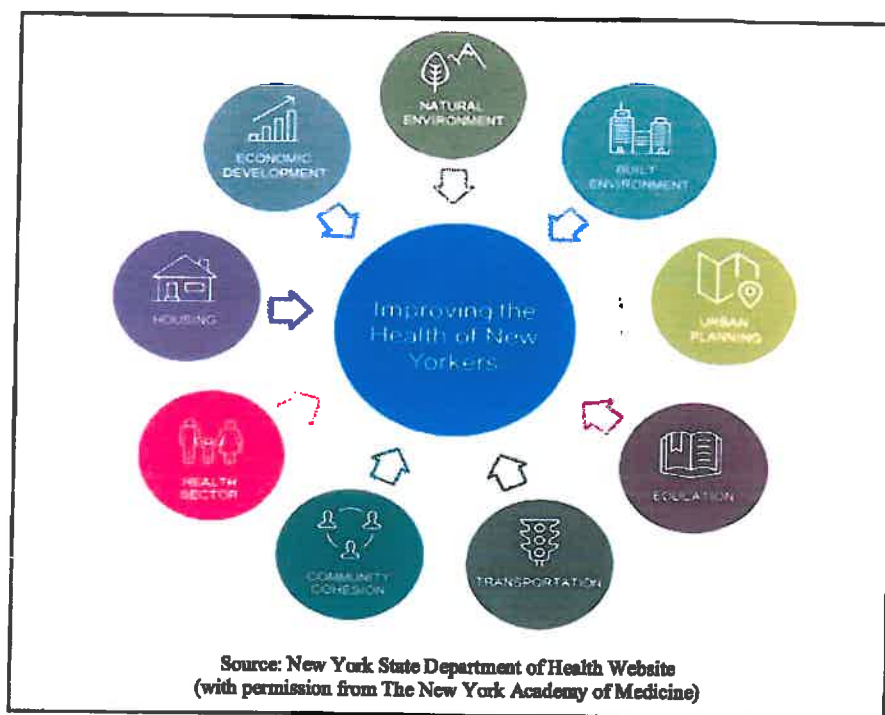 NATURAL
ENVIRONMENT
BUILT
ENVIRONMENT
URBAN
PLANNING
EDUCATION
TRANSPORTATION
COMMUNITY
COHESION
HEALTH
SECTOR
HOUSING
ECONOMIC
DEVELOPMENT
Improving the
Health of New
Yorkers
Source: New York State Department of Health Website
(with permission from The New York Academy of Medicine)